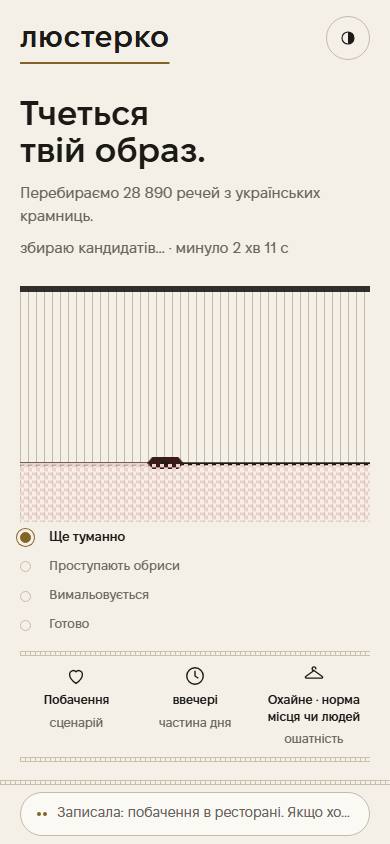 люстерко
Тчеться
твій образ.
Перебираємо 28 890 речей з українських
крамниць.
збираю кандидатів... · минуло 2 хв 11 с
Ще туманно
Проступають обриси
Вимальовується
Готово
Побачення
сценарій
ввечері
частина дня
Охайне · норма
місця чи людей
ошатність
Записала: побачення в ресторані. Якщо хо...